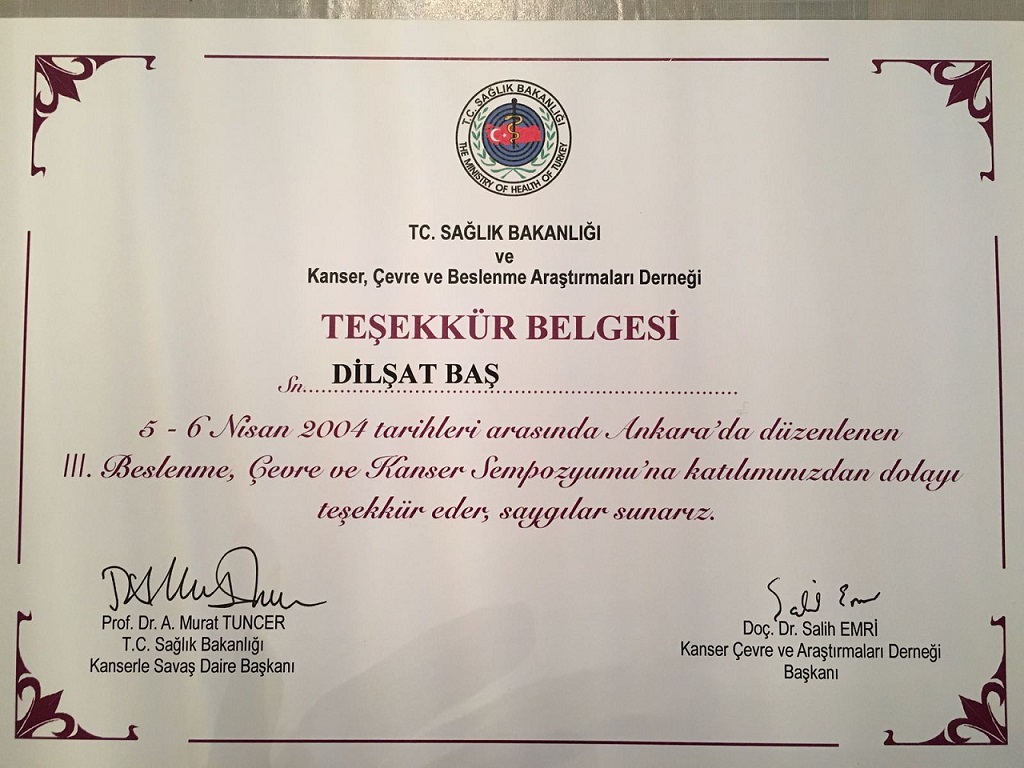 T.C. SAĞLIK BAKANLIĞI
THE MINISTRY OF HEALTH OF TURKEY
TC. SAĞLIK BAKANLIĞI
ve
Kanser, Çevre ve Beslenme Araştırmaları Derneği
TEŞEKKÜR BELGESİ
Sn. DİLŞAT BAŞ
5 - 6 Nisan 2004 tarihleri arasında Ankara'da düzenlenen
III. Beslenme, Çevre ve Kanser Sempozyumu'na katılımınızdan dolayı
teşekkür eder, saygılar sunarız.
Prof. Dr. A. Murat TUNCER
T.C. Sağlık Bakanlığı
Kanserle Savaş Daire Başkanı
Salih Emri
Doç. Dr. Salih EMRİ
Kanser Çevre ve Araştırmaları Derneği
Başkanı